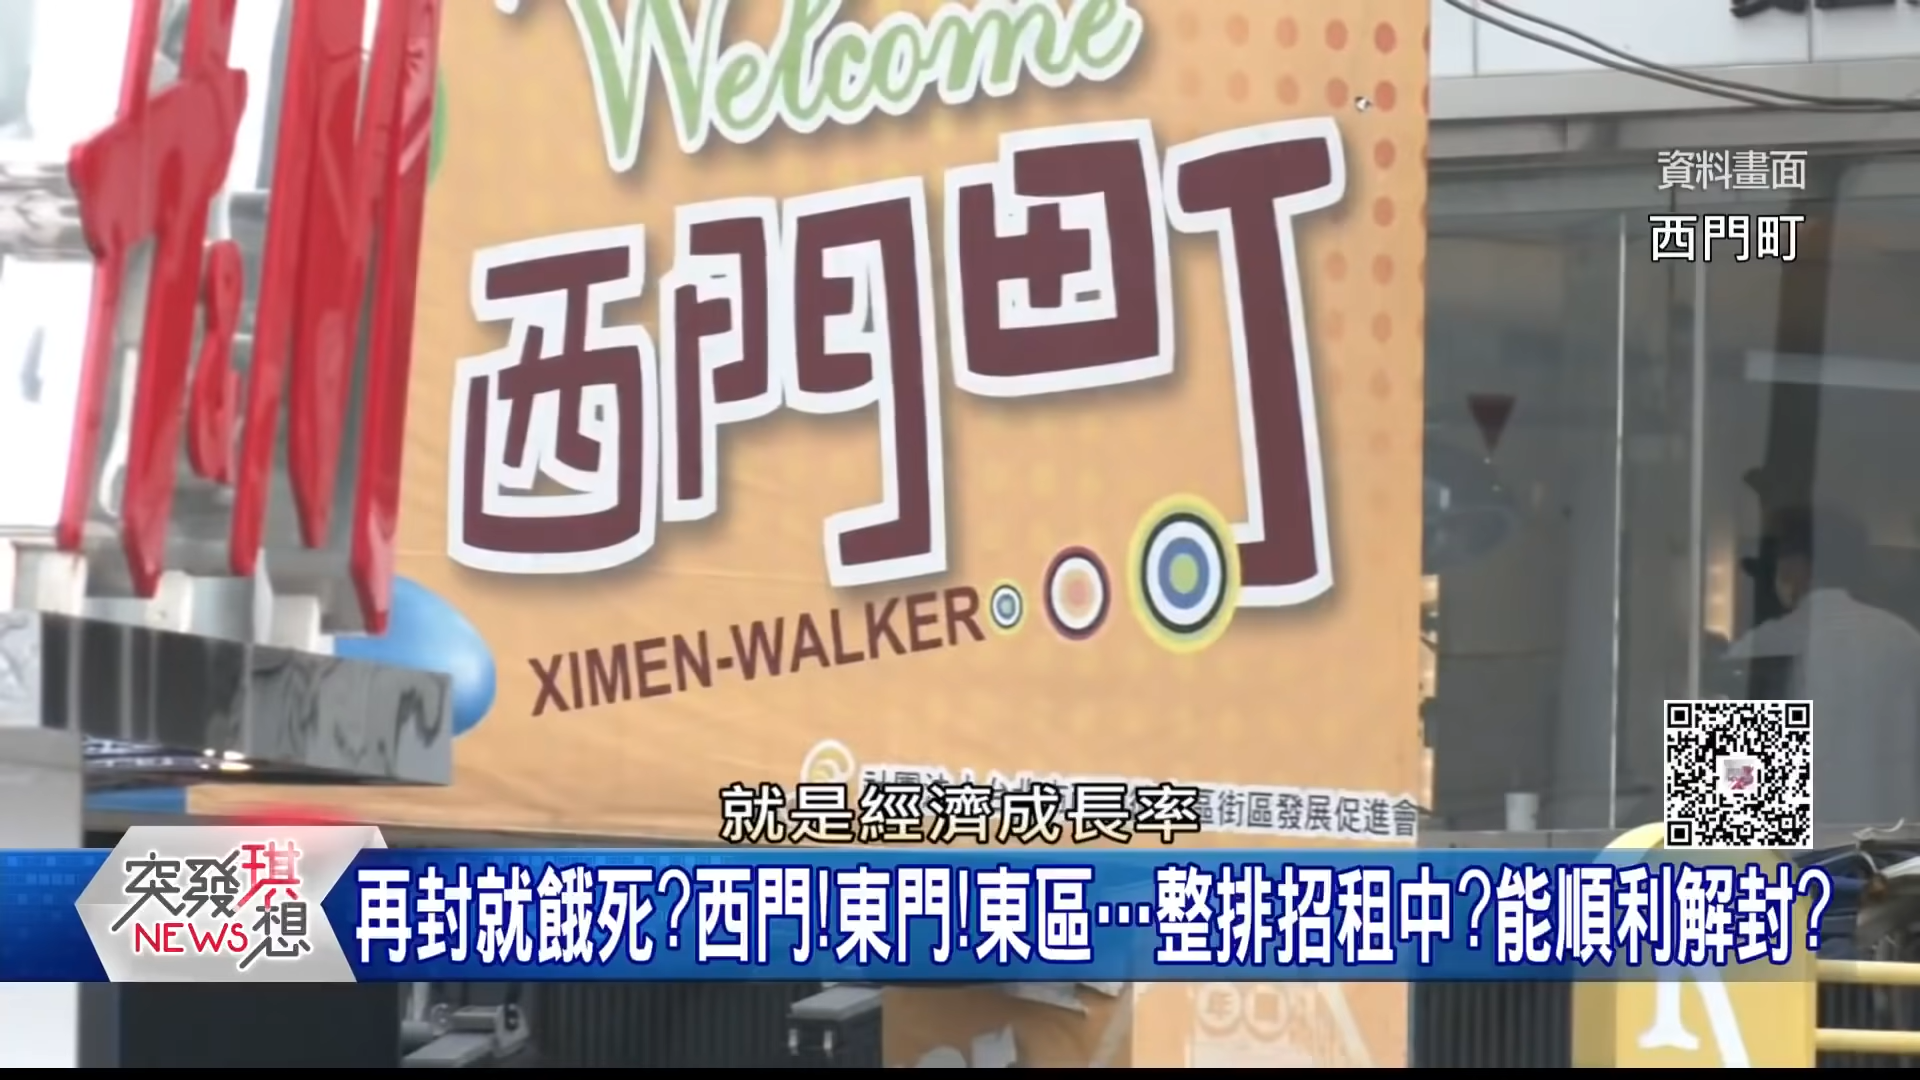 Welcome
西門町
XIMEN-WALKER
資料畫面
西門町
區街區發展促進會
就是經濟成長率
突發琪想
NEWS
再封就餓死?西門!東門!東區…整排招租中?能順利解封?